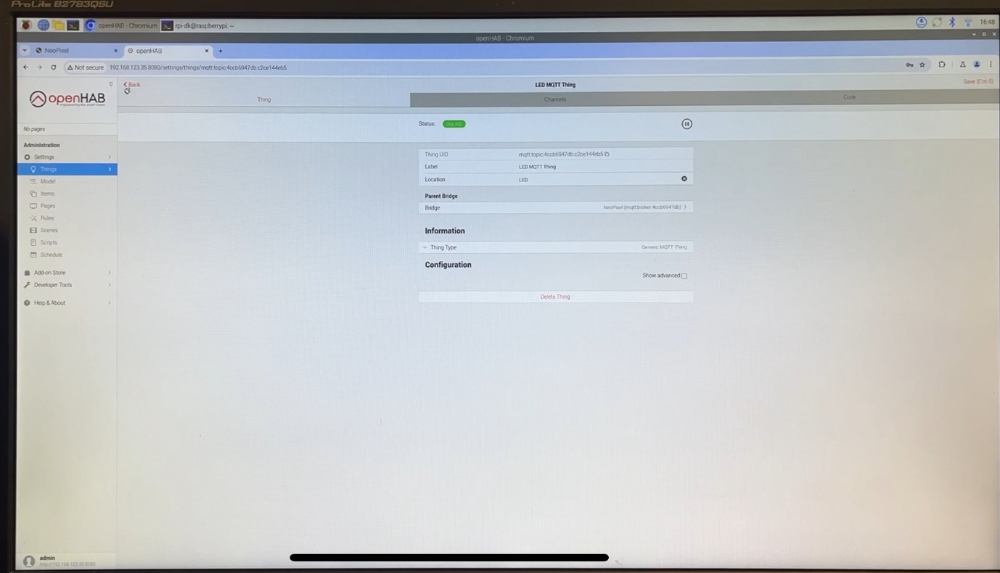 ProLite B2783QSU
openHAB - Chromium
rpi-dk@raspberrypi: ~
16:48
openHAB - Chromium
NeoPixel
openHAB
Not secure
192.168.123.35:8080/settings/things/mqtt:topic:4ccb6947db:c2ce144eb5
openHAB
empowering the smart home
Back
LED MQTT Thing
Save (Ctrl-S)
Thing
Channels
Code
No pages
Status:
ONLINE
Administration
Settings
Things
Model
Items
Pages
Rules
Scenes
Scripts
Schedule
Add-on Store
Developer Tools
Help & About
Thing UID
mqtt:topic:4ccb6947db:c2ce144eb5
Label
LED MQTT Thing
Location
LED
Parent Bridge
Bridge
NeoPixel (mqtt:broker:4ccb6947db)
Information
Thing Type
Generic MQTT Thing
Configuration
Show advanced
Delete Thing
admin
http://192.168.123.35:8080